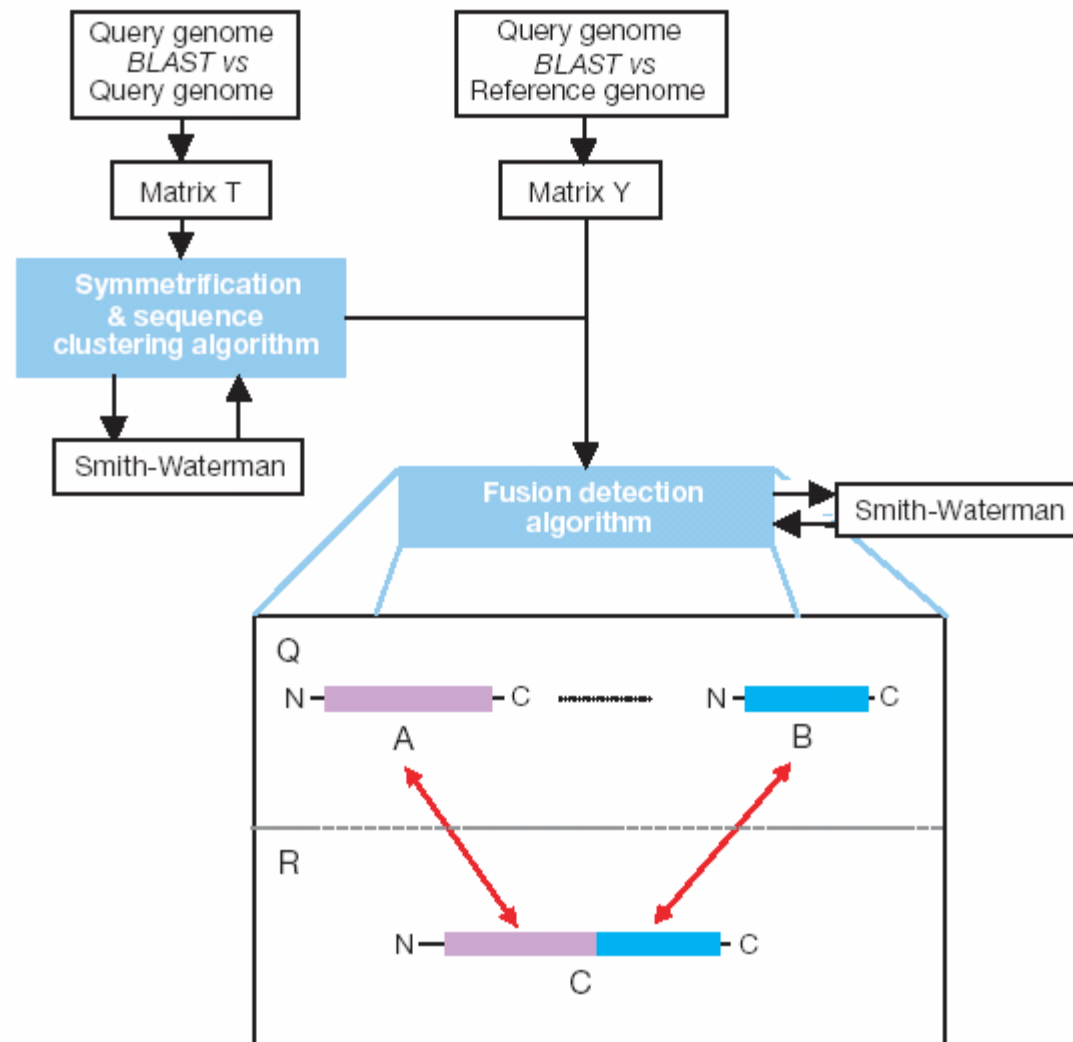 Query genome
BLAST vs
Query genome
Query genome
BLAST vs
Reference genome
Matrix T
Matrix Y
Symmetrification
& sequence
clustering algorithm
Smith-Waterman
Fusion detection
algorithm
Smith-Waterman
Q
N C N C
A B
R
N C
C